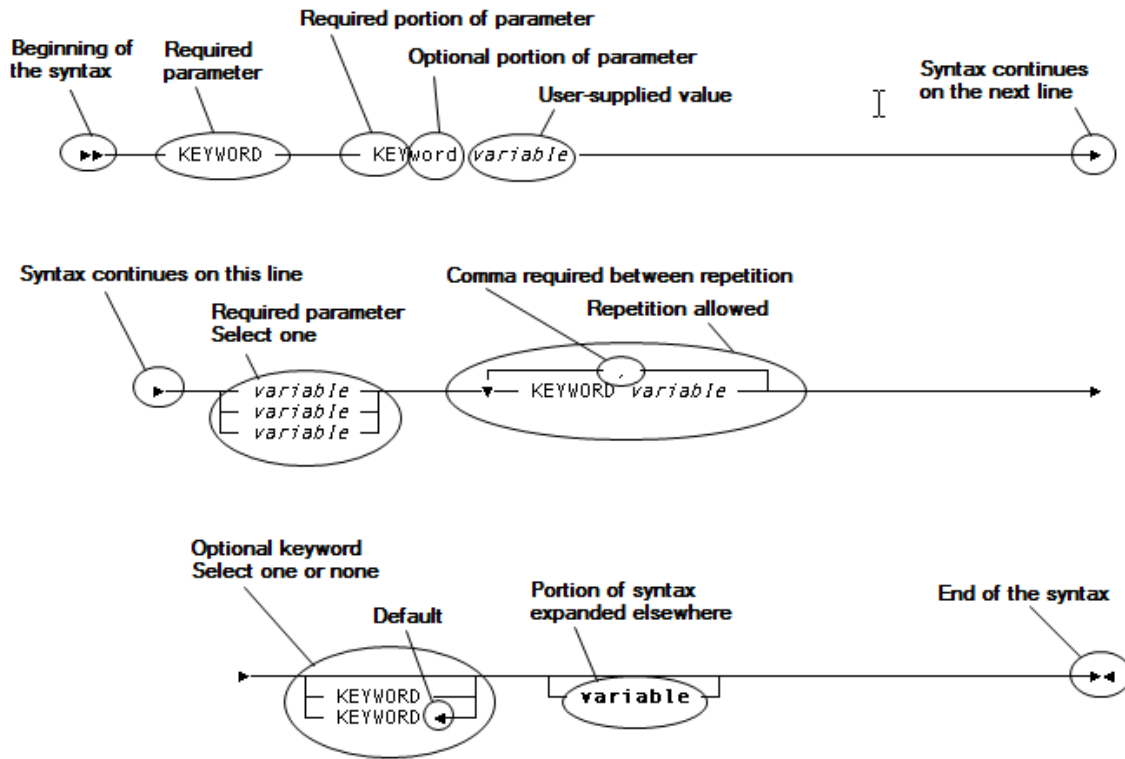 Required portion of parameter
Beginning of
the syntax
Required
parameter
Optional portion of parameter
User-supplied value
Syntax continues
on the next line
KEYWORD KEYword variable
Syntax continues on this line
Comma required between repetition
Required parameter
Select one
Repetition allowed
,
variable
variable
variable
KEYWORD variable
Optional keyword
Select one or none
Default
Portion of syntax
expanded elsewhere
End of the syntax
KEYWORD
KEYWORD
variable